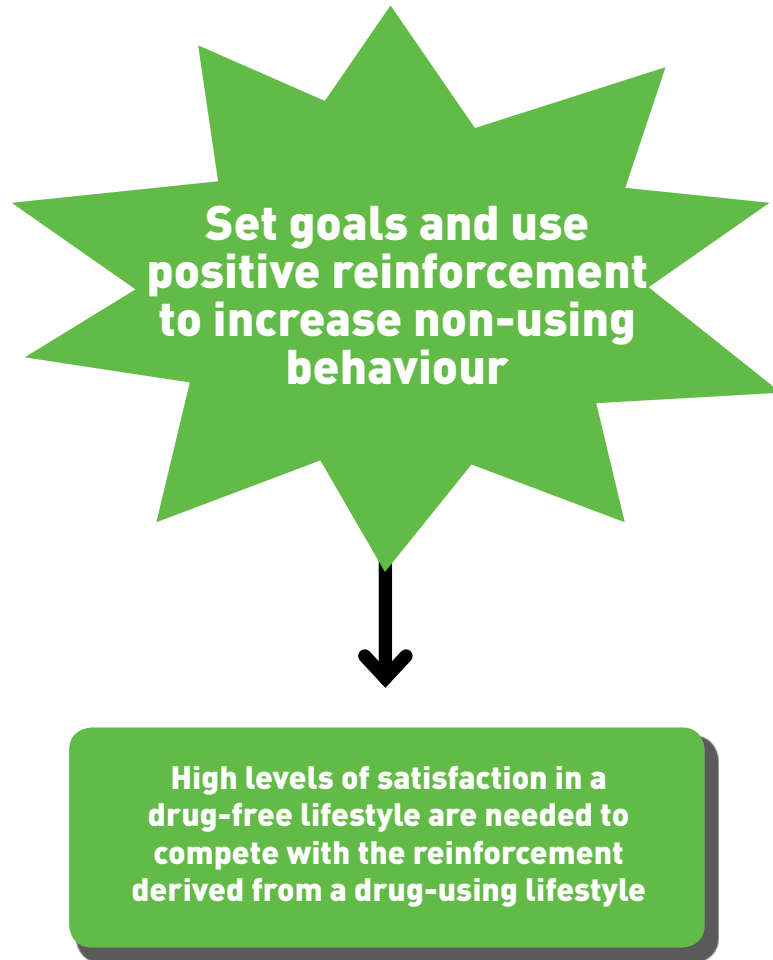 Set goals and use
positive reinforcement
to increase non-using
behaviour
High levels of satisfaction in a
drug-free lifestyle are needed to
compete with the reinforcement
derived from a drug-using lifestyle